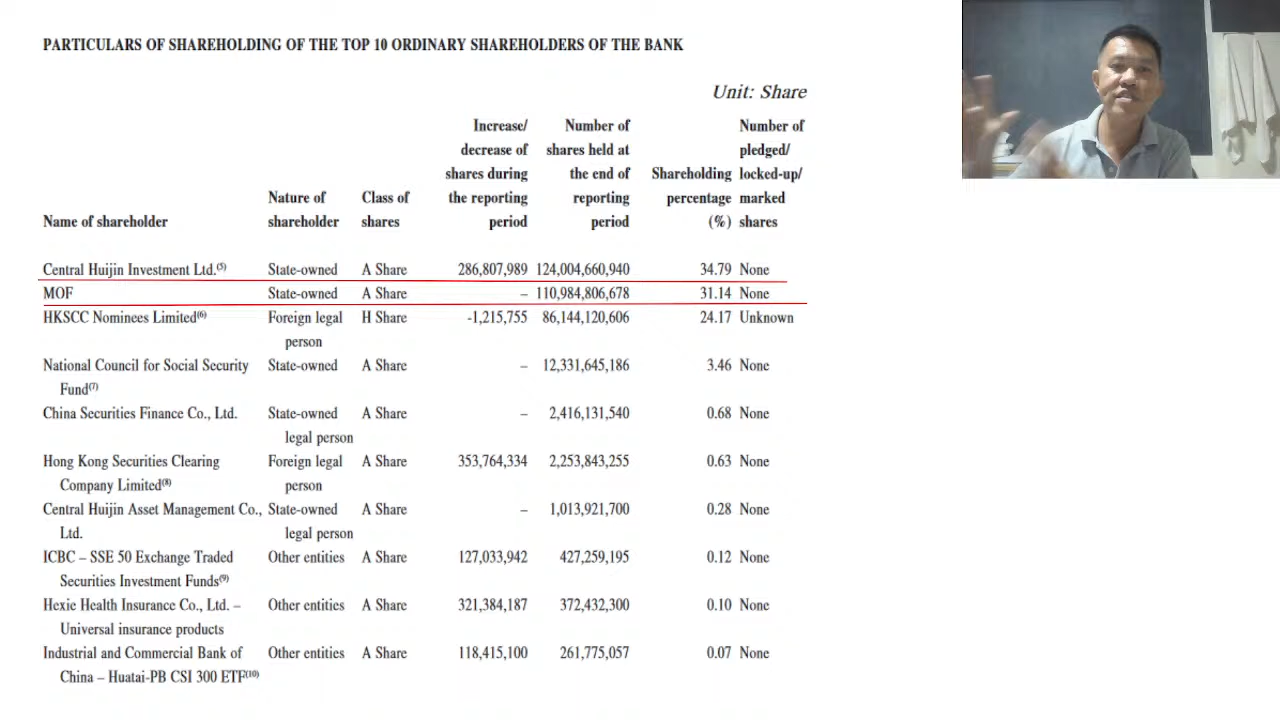 PARTICULARS OF SHAREHOLDING OF THE TOP 10 ORDINARY SHAREHOLDERS OF THE BANK
Unit: Share
Increase/ Number of Number of
decrease of shares held at pledged/
shares during the end of Shareholding locked-up/
Nature of Class of the reporting reporting percentage marked
Name of shareholder shareholder shares period period (%) shares
Central Huijin Investment Ltd.(5) State-owned A Share 286,807,989 124,004,660,940 34.79 None
MOF State-owned A Share – 110,984,806,678 31.14 None
HKSCC Nominees Limited(6) Foreign legal H Share -1,215,755 86,144,120,606 24.17 Unknown
person
National Council for Social Security State-owned A Share – 12,331,645,186 3.46 None
Fund(7)
China Securities Finance Co., Ltd. State-owned A Share – 2,416,131,540 0.68 None
legal person
Hong Kong Securities Clearing Foreign legal A Share 353,764,334 2,253,843,255 0.63 None
Company Limited(8) person
Central Huijin Asset Management Co., State-owned A Share – 1,013,921,700 0.28 None
Ltd. legal person
ICBC – SSE 50 Exchange Traded Other entities A Share 127,033,942 427,259,195 0.12 None
Securities Investment Funds(9)
Hexie Health Insurance Co., Ltd. – Other entities A Share 321,384,187 372,432,300 0.10 None
Universal insurance products
Industrial and Commercial Bank of Other entities A Share 118,415,100 261,775,057 0.07 None
China – Huatai-PB CSI 300 ETF(10)